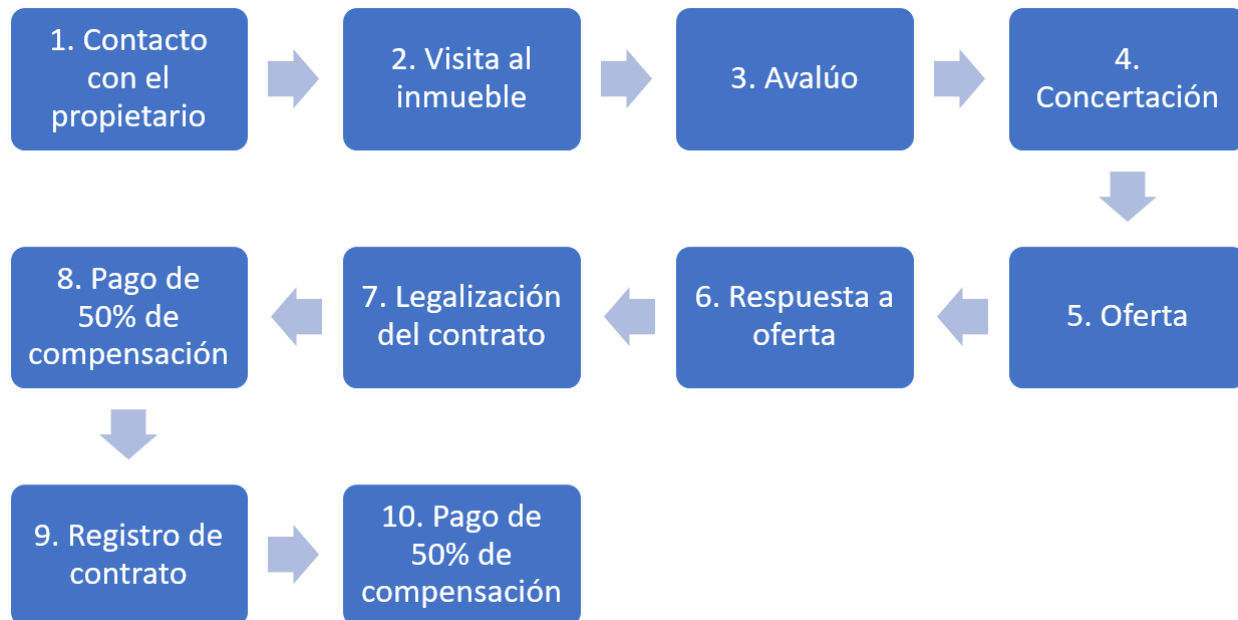 1. Contacto
con el
propietario
2. Visita al
inmueble
3. Avalúo
4.
Concertación
5. Oferta
6. Respuesta a
oferta
7. Legalización
del contrato
8. Pago de
50% de
compensación
9. Registro de
contrato
10. Pago de
50% de
compensación